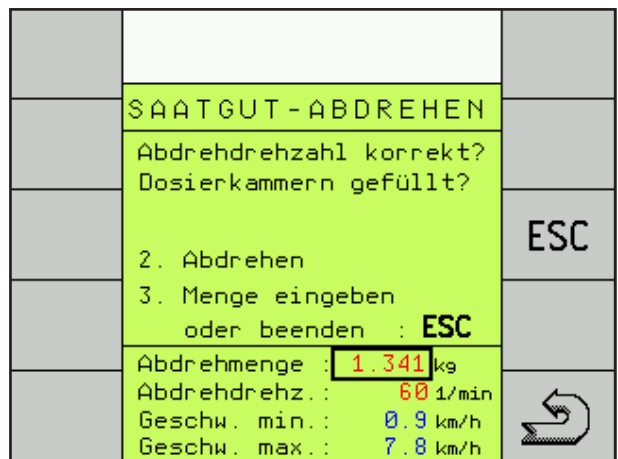 SAATGUT-ABDREHEN
Abdrehdrehzahl korrekt?
Dosierkammern gefüllt?
ESC
2. Abdrehen
3. Menge eingeben
oder beenden : ESC
Abdrehmenge : 1.341 kg
Abdrehdrehz.: 60 1/min
Geschw. min.: 0.9 km/h
Geschw. max.: 7.8 km/h